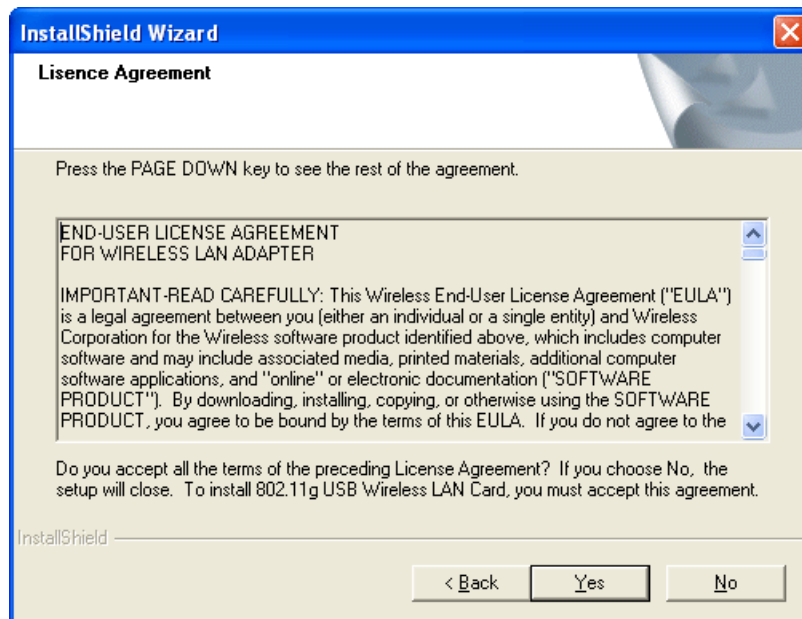 InstallShield Wizard
Lisence Agreement
Press the PAGE DOWN key to see the rest of the agreement.
END-USER LICENSE AGREEMENT
FOR WIRELESS LAN ADAPTER
IMPORTANT-READ CAREFULLY: This Wireless End-User License Agreement ("EULA")
is a legal agreement between you (either an individual or a single entity) and Wireless
Corporation for the Wireless software product identified above, which includes computer
software and may include associated media, printed materials, additional computer
software applications, and "online" or electronic documentation ("SOFTWARE
PRODUCT"). By downloading, installing, copying, or otherwise using the SOFTWARE
PRODUCT, you agree to be bound by the terms of this EULA. If you do not agree to the
Do you accept all the terms of the preceding License Agreement? If you choose No, the
setup will close. To install 802.11g USB Wireless LAN Card, you must accept this agreement.
InstallShield
< Back
Yes
No